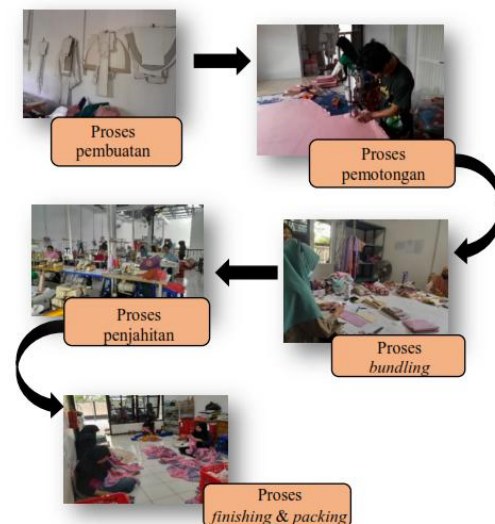 Proses
pembuatan
Proses
pemotongan
Proses
bundling
Proses
penjahitan
Proses
finishing & packing